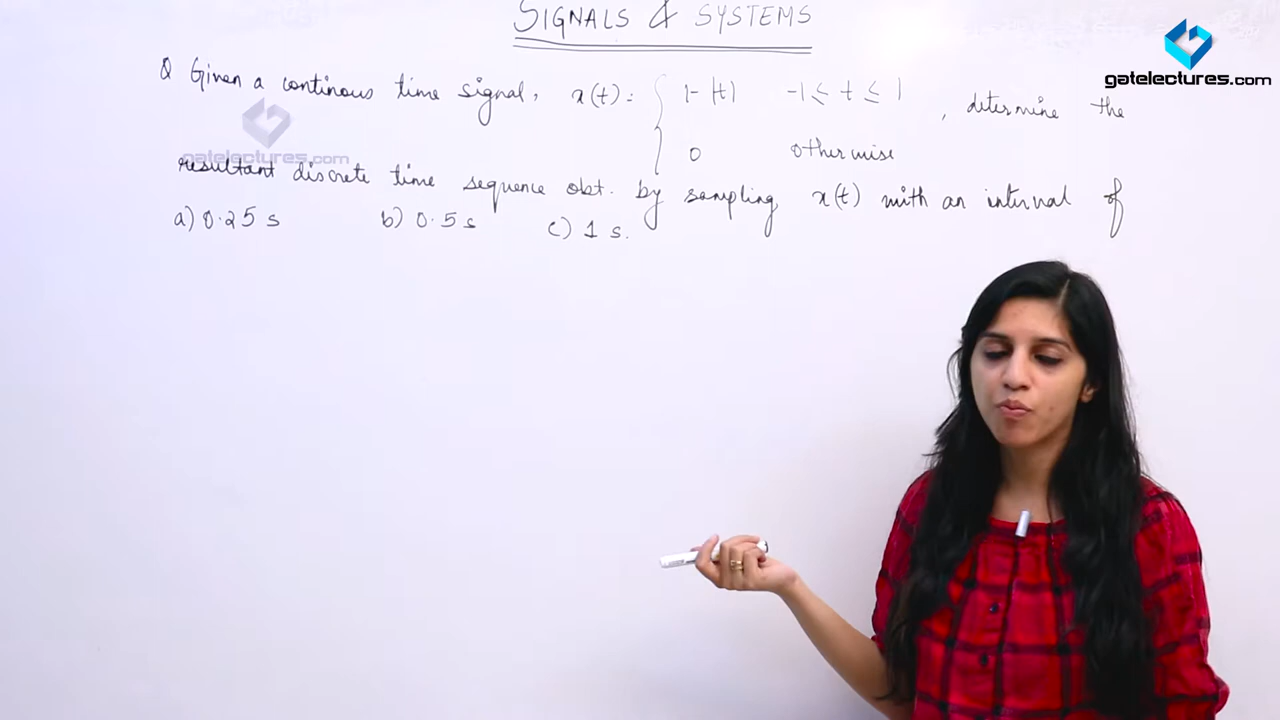 SIGNALS & SYSTEMS
gatelectures.com
Q Given a continous time signal, x(t) = { 1-|t| -1 ≤ t ≤ 1 , determine the
0 otherwise
gatelectures.com
resultant discrete time sequence obt. by sampling x(t) with an interval of
a) 0.25 s b) 0.5 s c) 1 s.